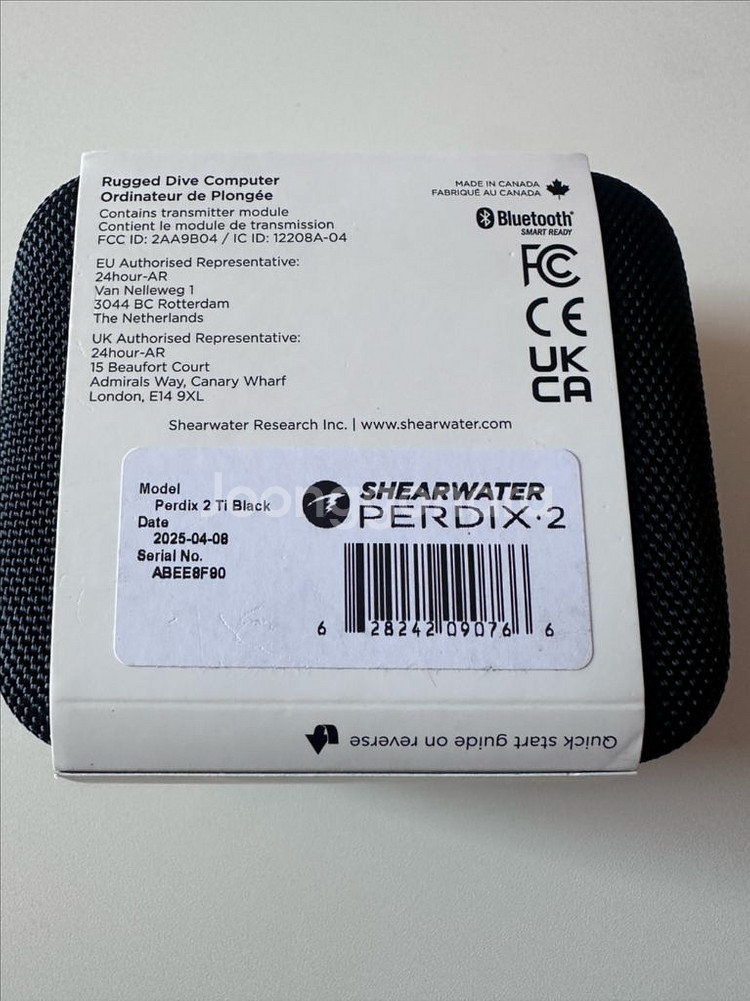 Rugged Dive Computer
Ordinateur de Plongée
Contains transmitter module
Contient le module de transmission
FCC ID: 2AA9B04 / IC ID: 12208A-04
EU Authorised Representative:
24hour-AR
Van Nelleweg 1
3044 BC Rotterdam
The Netherlands
UK Authorised Representative:
24hour-AR
15 Beaufort Court
Admirals Way, Canary Wharf
London, E14 9XL
MADE IN CANADA
FABRIQUÉ AU CANADA
Bluetooth®
SMART READY
FC
CE
UK
CA
Shearwater Research Inc. | www.shearwater.com
Model
Perdix 2 Ti Black
Date
2025-04-08
Serial No.
ABEE8F90
SHEARWATER
PERDIX·2
6 28242 09076 6
Quick start guide on reverse